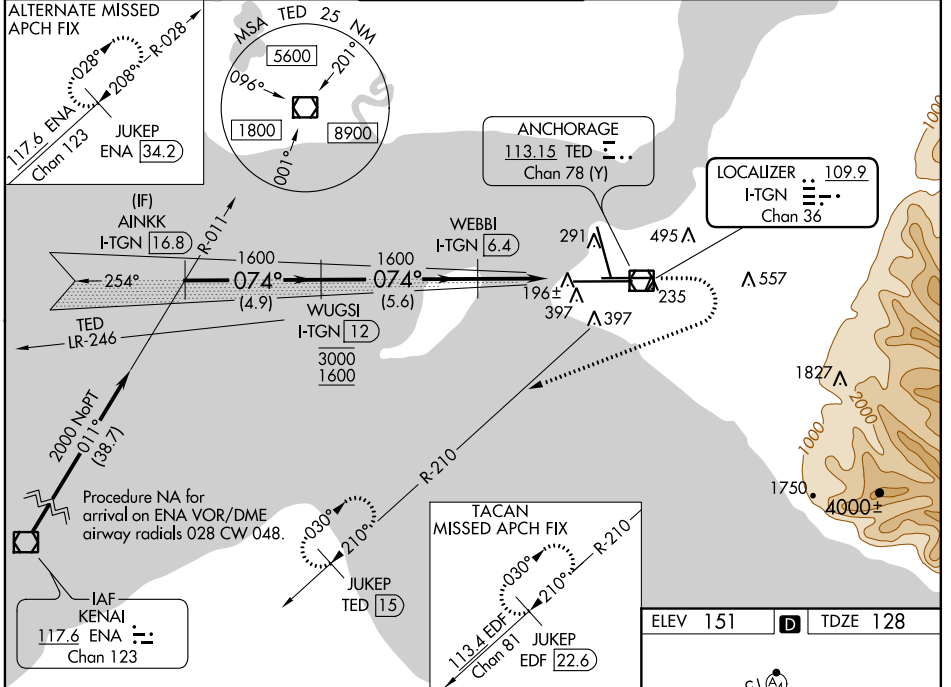 ALTERNATE MISSED
APCH FIX
028°
208°
R-028
117.6 ENA
Chan 123
JUKEP
ENA 34.2
MSA TED 25 NM
5600
096°
201°
1800
8900
001°
ANCHORAGE
113.15 TED
Chan 78 (Y)
LOCALIZER 109.9
I-TGN
Chan 36
(IF)
AINKK
I-TGN 16.8
R-011
WEBBI
I-TGN 6.4
291
495
1600
1600
254°
074°
074°
(4.9)
(5.6)
196±
235
557
WUGSI
I-TGN 12
3000
1600
397
397
TED
LR-246
1827
1000
2000
1000
2000 NoPT
011°
(38.7)
R-210
1750
4000±
Procedure NA for
arrival on ENA VOR/DME
airway radials 028 CW 048.
030°
210°
JUKEP
TED 15
TACAN
MISSED APCH FIX
030°
210°
R-210
113.4 EDF
Chan 81
JUKEP
EDF 22.6
IAF
KENAI
117.6 ENA
Chan 123
ELEV 151
D
TDZE 128